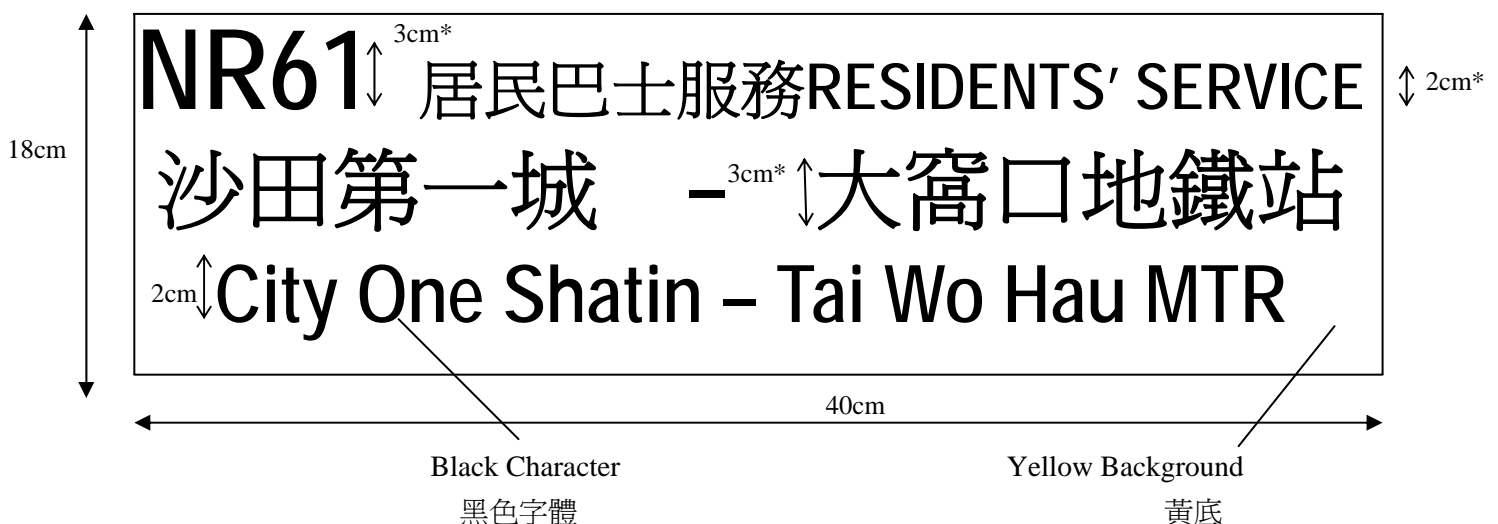 NR61 3cm* 居民巴士服務RESIDENTS’ SERVICE 2cm*
18cm
沙田第一城 – 3cm* 大窩口地鐵站
2cm City One Shatin – Tai Wo Hau MTR
40cm
Black Character Yellow Background
黑色字體 黃底